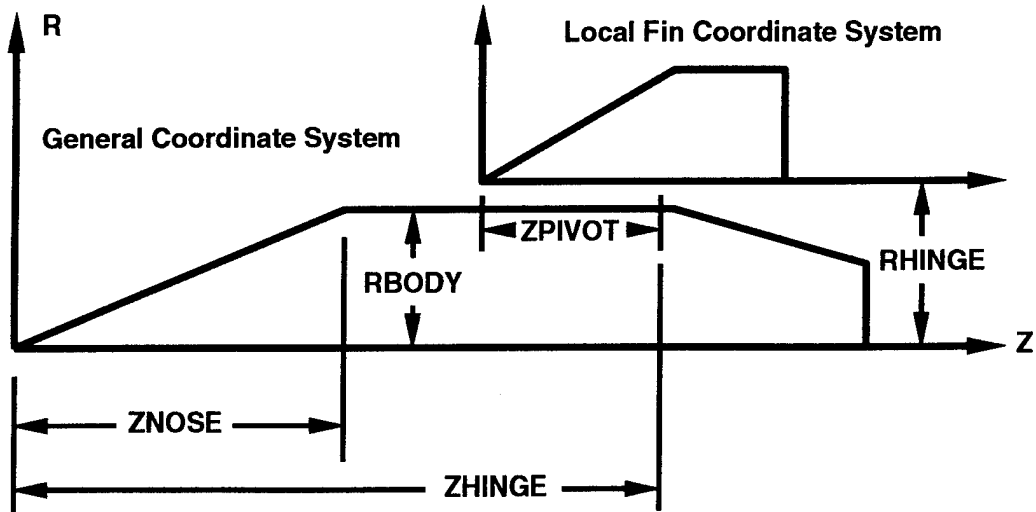 R
Local Fin Coordinate System
General Coordinate System
ZPIVOT
RHINGE
RBODY
Z
ZNOSE
ZHINGE